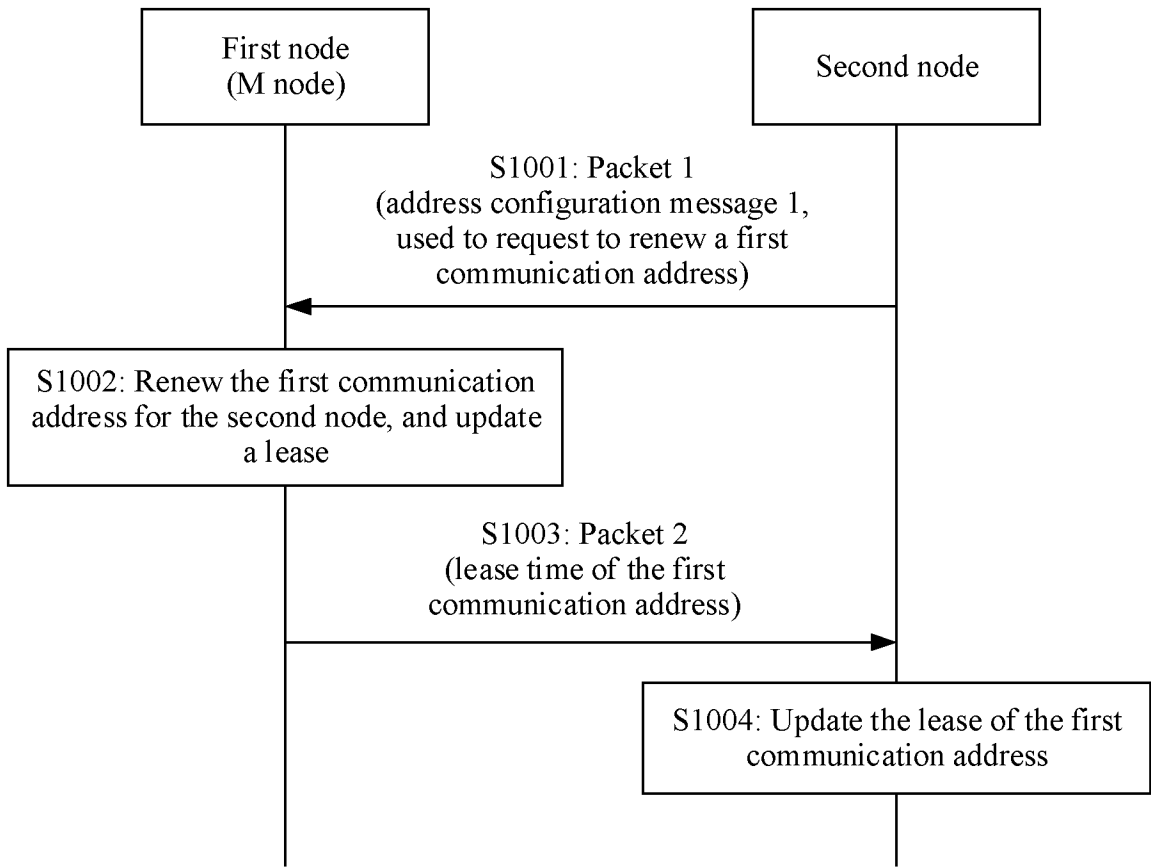 First node
(M node)
Second node
S1001: Packet 1
(address configuration message 1,
used to request to renew a first
communication address)
S1002: Renew the first communication
address for the second node, and update
a lease
S1003: Packet 2
(lease time of the first
communication address)
S1004: Update the lease of the first
communication address